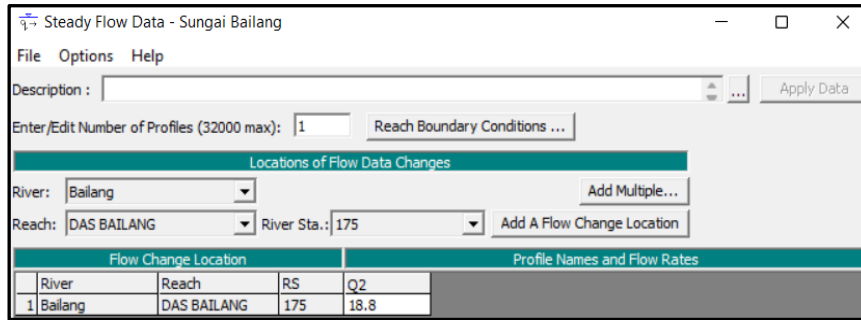 Steady Flow Data - Sungai Bailang
File Options Help
Description : ... Apply Data
Enter/Edit Number of Profiles (32000 max): 1 Reach Boundary Conditions ...
Locations of Flow Data Changes
River: Bailang Add Multiple...
Reach: DAS BAILANG River Sta.: 175 Add A Flow Change Location
Flow Change Location Profile Names and Flow Rates
River Reach RS Q2
1 Bailang DAS BAILANG 175 18.8